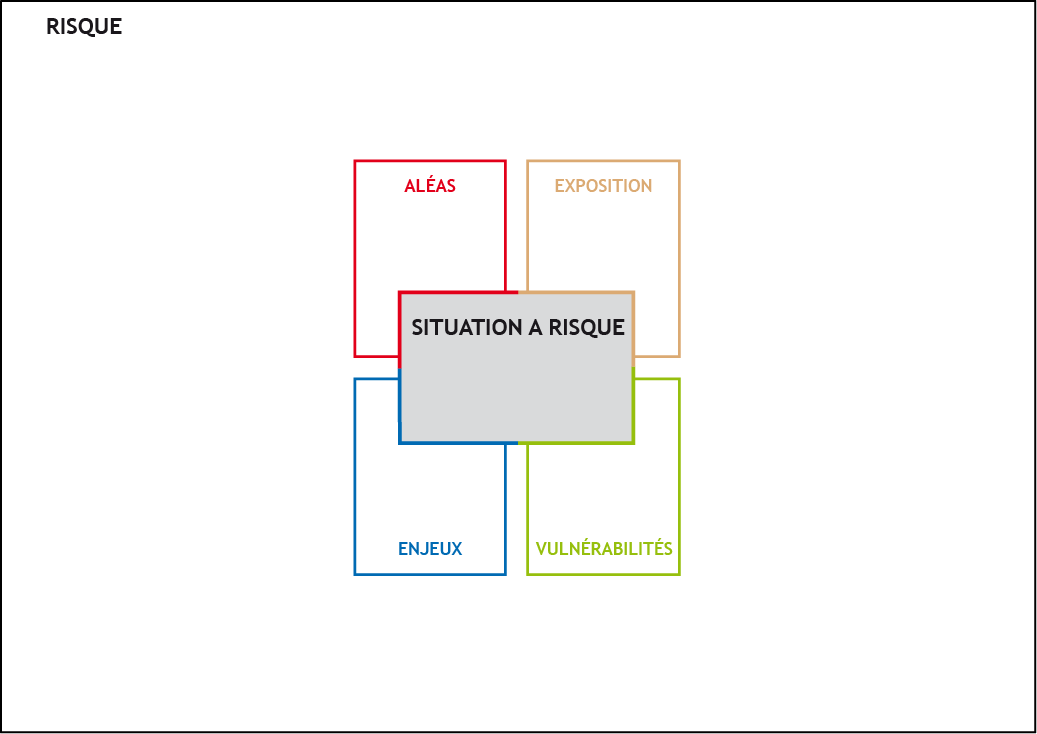 RISQUE
ALÉAS
EXPOSITION
SITUATION A RISQUE
ENJEUX
VULNÉRABILITÉS